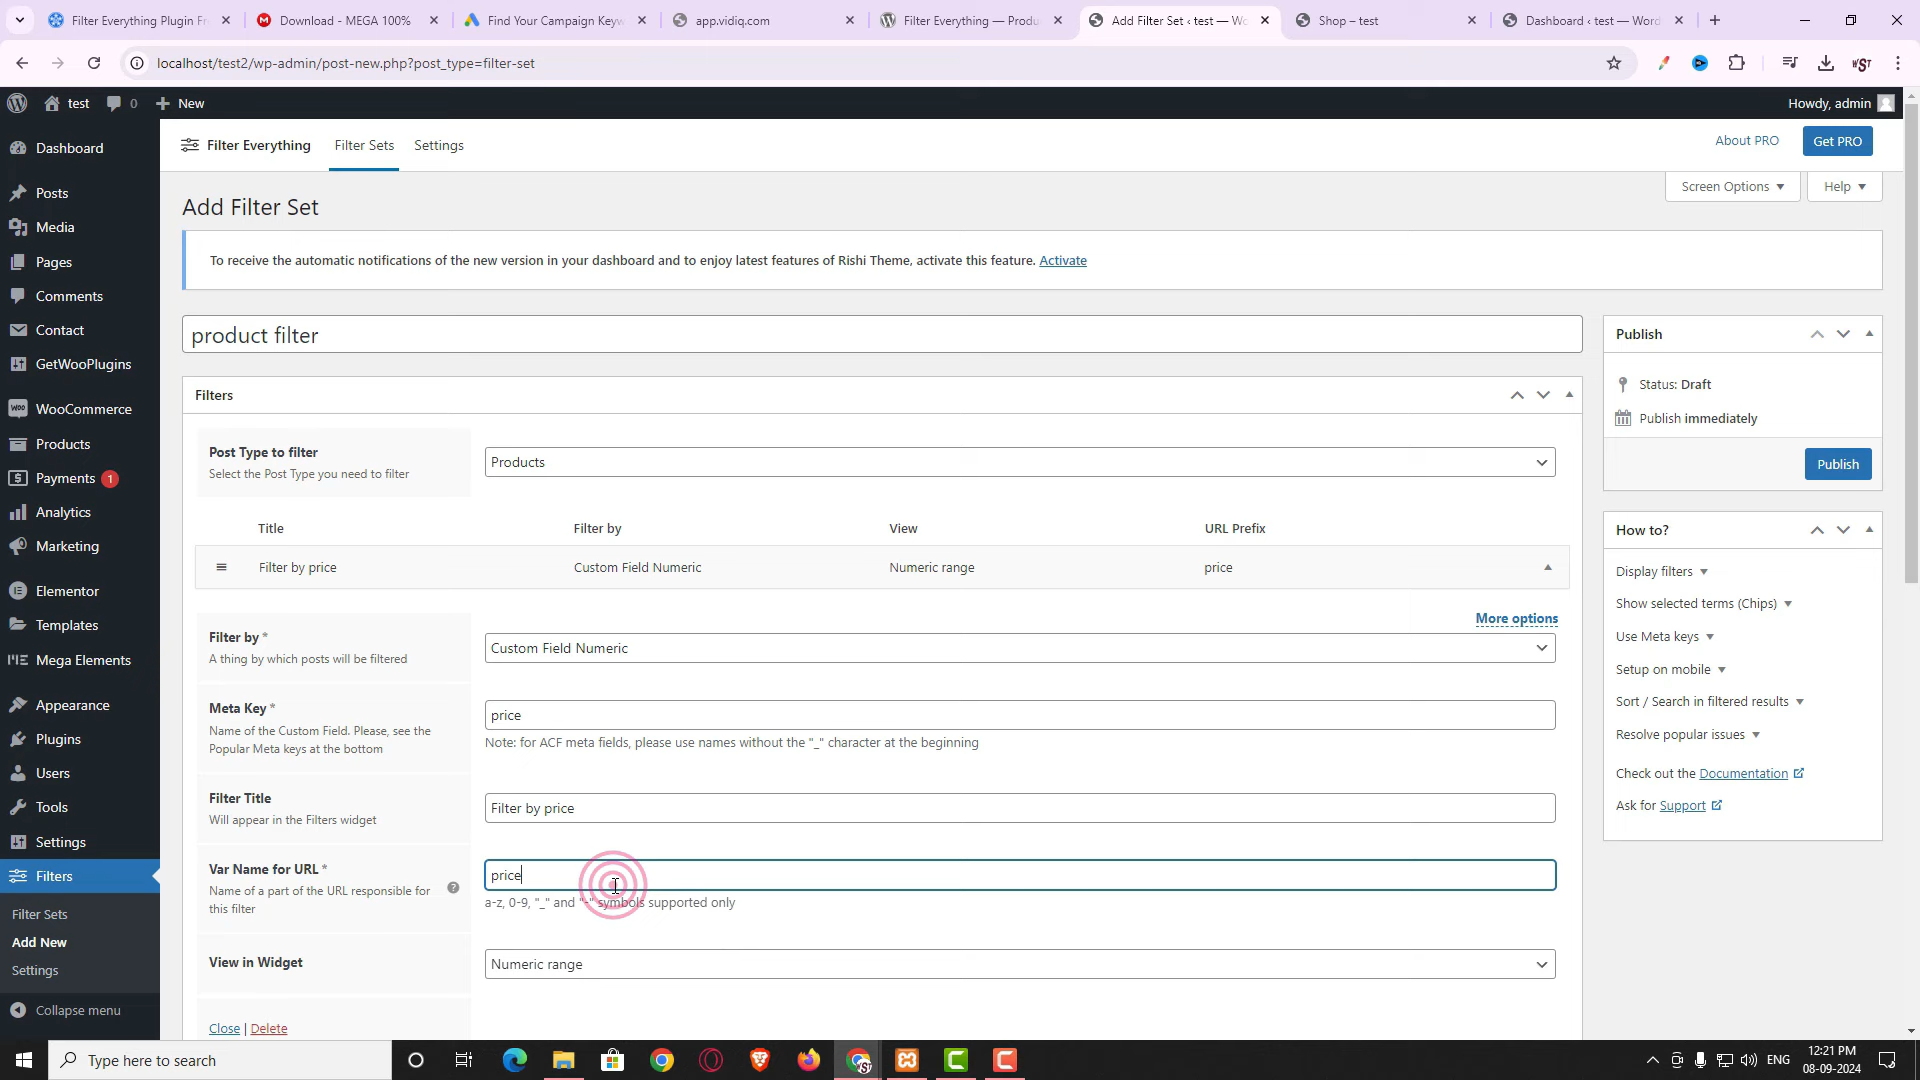 Filter Everything Plugin Fr
Download - MEGA 100%
Find Your Campaign Keyw
app.vidiq.com
Filter Everything — Produ
Add Filter Set ‹ test — Wo
Shop – test
Dashboard ‹ test — Word
localhost/test2/wp-admin/post-new.php?post_type=filter-set
test
0
New
Howdy, admin
Dashboard
Posts
Media
Pages
Comments
Contact
GetWooPlugins
WooCommerce
Products
Payments 1
Analytics
Marketing
Elementor
Templates
Mega Elements
Appearance
Plugins
Users
Tools
Settings
Filters
Filter Sets
Add New
Settings
Collapse menu
Filter Everything
Filter Sets
Settings
About PRO
Get PRO
Screen Options
Help
Add Filter Set
To receive the automatic notifications of the new version in your dashboard and to enjoy latest features of Rishi Theme, activate this feature. Activate
product filter
Filters
Post Type to filter
Select the Post Type you need to filter
Products
Title
Filter by
View
URL Prefix
Filter by price
Custom Field Numeric
Numeric range
price
More options
Filter by *
A thing by which posts will be filtered
Custom Field Numeric
Meta Key *
Name of the Custom Field. Please, see the
Popular Meta keys at the bottom
price
Note: for ACF meta fields, please use names without the "_" character at the beginning
Filter Title
Will appear in the Filters widget
Filter by price
Var Name for URL *
Name of a part of the URL responsible for
this filter
price
a-z, 0-9, "_" and "-" symbols supported only
View in Widget
Numeric range
Close | Delete
Publish
Status: Draft
Publish immediately
Publish
How to?
Display filters
Show selected terms (Chips)
Use Meta keys
Setup on mobile
Sort / Search in filtered results
Resolve popular issues
Check out the Documentation
Ask for Support
Type here to search
ENG
12:21 PM
08-09-2024